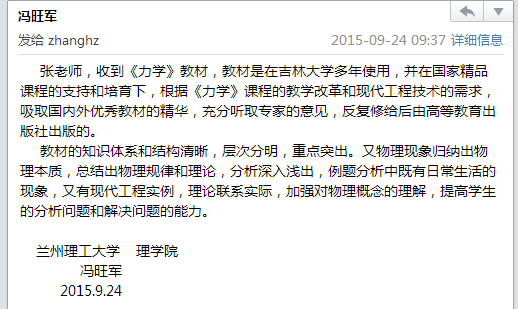 冯旺军
发给 zhanghz 2015-09-24 09:37 详细信息
张老师，收到《力学》教材，教材是在吉林大学多年使用，并在国家精品
课程的支持和培育下，根据《力学》课程的教学改革和现代工程技术的需求，
吸取国内外优秀教材的精华，充分听取专家的意见，反复修给后由高等教育出
版社出版的。
教材的知识体系和结构清晰，层次分明，重点突出。又物理现象归纳出物
理本质，总结出物理规律和理论，分析深入浅出，例题分析中既有日常生活的
现象，又有现代工程实例，理论联系实际，加强对物理概念的理解，提高学生
的分析问题和解决问题的能力。
兰州理工大学 理学院
冯旺军
2015.9.24